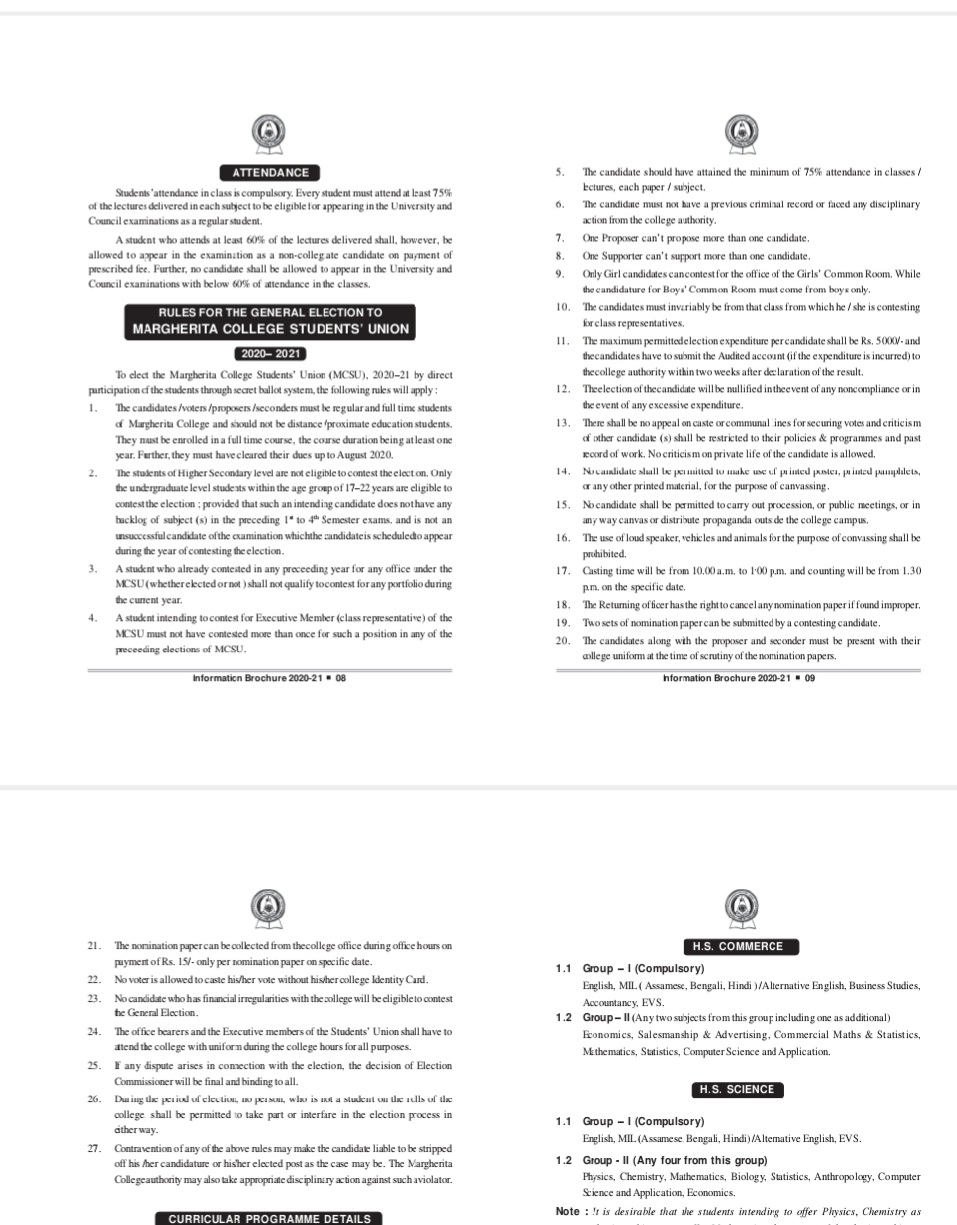 ATTENDANCE
Students' attendance in class is compulsory. Every student must attend at least 75%
of the lectures delivered in each subject to be eligible for appearing in the University and
Council examinations as a regular student.
A student who attends at least 60% of the lectures delivered shall, however, be
allowed to appear in the examination as a non-collegiate candidate on payment of
prescribed fee. Further, no candidate shall be allowed to appear in the University and
Council examinations with below 60% of attendance in the classes.
RULES FOR THE GENERAL ELECTION TO
MARGHERITA COLLEGE STUDENTS' UNION
2020– 2021
To elect the Margherita College Students' Union (MCSU), 2020–21 by direct
participation of the students through secret ballot system, the following rules will apply :
1. The candidates /voters /proposers /seconders must be regular and full time students
of Margherita College and should not be distance /proximate education students.
They must be enrolled in a full time course, the course duration being at least one
year. Further, they must have cleared their dues up to August 2020.
2. The students of Higher Secondary level are not eligible to contest the election. Only
the undergraduate level students within the age group of 17–22 years are eligible to
contest the election ; provided that such an intending candidate does not have any
backlog of subject (s) in the preceding 1st to 4th Semester exams. and is not an
unsuccessful candidate of the examination which the candidate is scheduled to appear
during the year of contesting the election.
3. A student who already contested in any preceeding year for any office under the
MCSU (whether elected or not ) shall not qualify to contest for any portfolio during
the current year.
4. A student intending to contest for Executive Member (class representative) of the
MCSU must not have contested more than once for such a position in any of the
preceeding elections of MCSU.
Information Brochure 2020-21 ■ 08
5. The candidate should have attained the minimum of 75% attendance in classes /
lectures, each paper / subject.
6. The candidate must not have a previous criminal record or faced any disciplinary
action from the college authority.
7. One Proposer can't propose more than one candidate.
8. One Supporter can't support more than one candidate.
9. Only Girl candidates can contest for the office of the Girls' Common Room. While
the candidature for Boys' Common Room must come from boys only.
10. The candidates must invariably be from that class from which he / she is contesting
for class representatives.
11. The maximum permitted election expenditure per candidate shall be Rs. 5000/- and
the candidates have to submit the Audited account (if the expenditure is incurred) to
the college authority within two weeks after declaration of the result.
12. The election of the candidate will be nullified in the event of any noncompliance or in
the event of any excessive expenditure.
13. There shall be no appeal on caste or communal lines for securing votes and criticism
of other candidate (s) shall be restricted to their policies & programmes and past
record of work. No criticism on private life of the candidate is allowed.
14. No candidate shall be permitted to make use of printed poster, printed pamphlets,
or any other printed material, for the purpose of canvassing.
15. No candidate shall be permitted to carry out procession, or public meetings, or in
any way canvas or distribute propaganda outside the college campus.
16. The use of loud speaker, vehicles and animals for the purpose of convassing shall be
prohibited.
17. Casting time will be from 10.00 a.m. to 1:00 p.m. and counting will be from 1.30
p.m. on the specific date.
18. The Returning officer has the right to cancel any nomination paper if found improper.
19. Two sets of nomination paper can be submitted by a contesting candidate.
20. The candidates along with the proposer and seconder must be present with their
college uniform at the time of scrutiny of the nomination papers.
Information Brochure 2020-21 ■ 09
21. The nomination paper can be collected from the college office during office hours on
payment of Rs. 15/- only per nomination paper on specific date.
22. No voter is allowed to caste his/her vote without his/her college Identity Card.
23. No candidate who has financial irregularities with the college will be eligible to contest
the General Election.
24. The office bearers and the Executive members of the Students' Union shall have to
attend the college with uniform during the college hours for all purposes.
25. If any dispute arises in connection with the election, the decision of Election
Commissioner will be final and binding to all.
26. During the period of election, no person, who is not a student on the rolls of the
college shall be permitted to take part or interfare in the election process in
either way.
27. Contravention of any of the above rules may make the candidate liable to be stripped
off his /her candidature or his/her elected post as the case may be. The Margherita
College authority may also take appropriate disciplinary action against such a violator.
CURRICULAR PROGRAMME DETAILS
H.S. COMMERCE
1.1 Group – I (Compulsory)
English, MIL ( Assamese, Bengali, Hindi ) /Alternative English, Business Studies,
Accountancy, EVS.
1.2 Group – II (Any two subjects from this group including one as additional)
Economics, Salesmanship & Advertising, Commercial Maths & Statistics,
Mathematics, Statistics, Computer Science and Application.
H.S. SCIENCE
1.1 Group – I (Compulsory)
English, MIL (Assamese, Bengali, Hindi) /Alternative English, EVS.
1.2 Group - II (Any four from this group)
Physics, Chemistry, Mathematics, Biology, Statistics, Anthropology, Computer
Science and Application, Economics.
Note : It is desirable that the students intending to offer Physics, Chemistry as